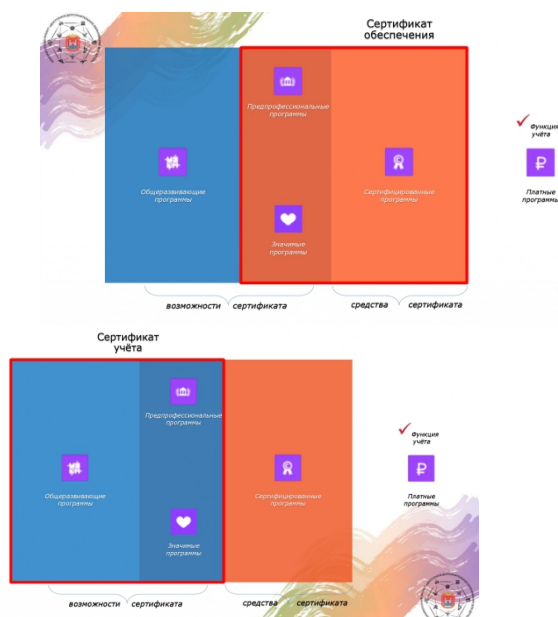 Сертификат
обеспечения
Предпрофессиональные
программы
Функция
учёта
Общеразвивающие
программы
Сертифицированные
программы
Платные
программы
Значимые
программы
возможности сертификата
средства сертификата
Сертификат
учёта
Предпрофессиональные
программы
Функция
учёта
Общеразвивающие
программы
Сертифицированные
программы
Платные
программы
Значимые
программы
возможности сертификата
средства сертификата